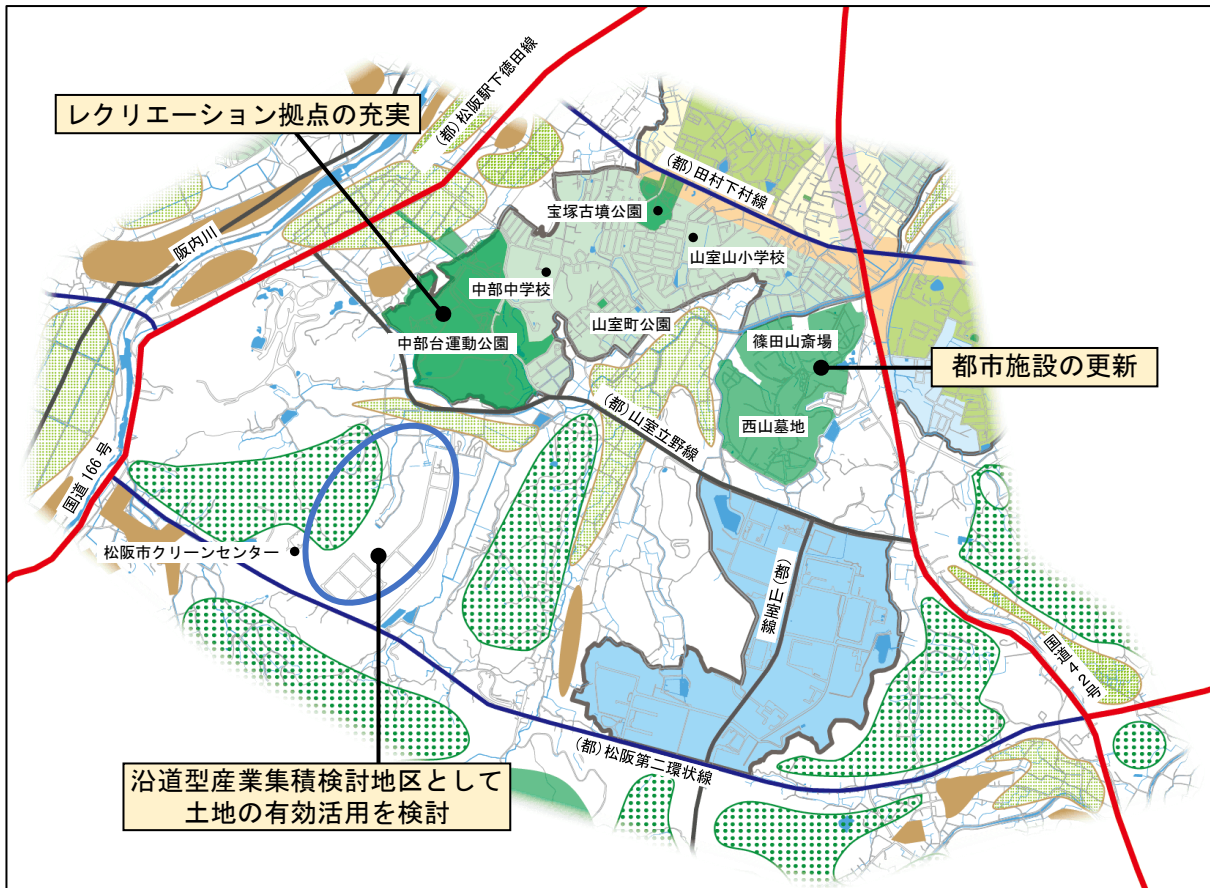 レクリエーション拠点の充実
(都)松阪駅下徳田線
(都)田村下村線
宝塚古墳公園
阪内川
山室山小学校
中部中学校
山室町公園
中部台運動公園
篠田山斎場
都市施設の更新
(都)山室立野線
西山墓地
国道166号
松阪市クリーンセンター
(都)山室線
国道42号
(都)松阪第二環状線
沿道型産業集積検討地区として
土地の有効活用を検討